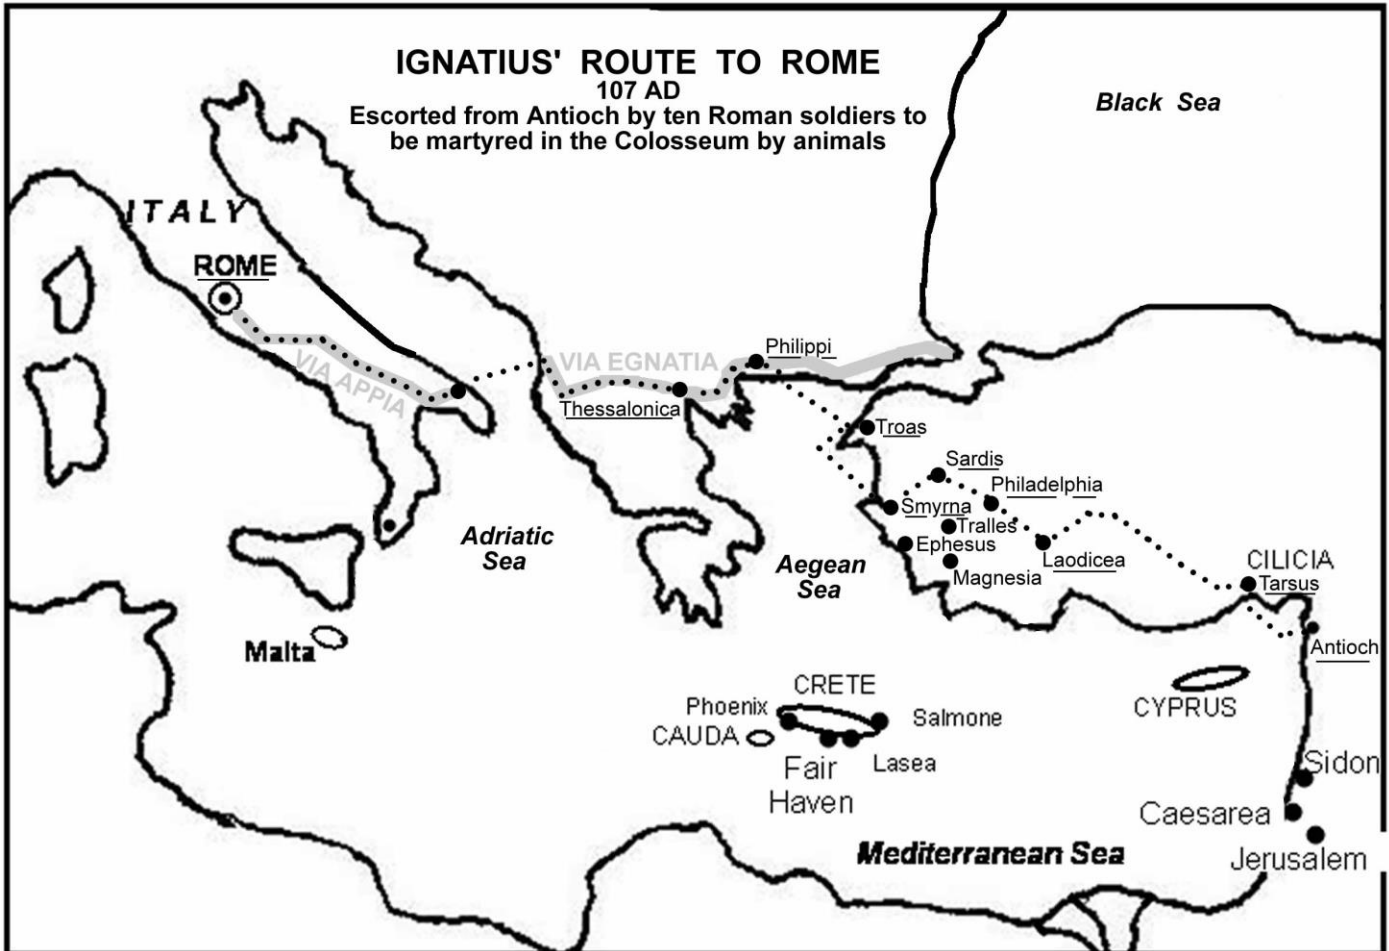 IGNATIUS' ROUTE TO ROME
107 AD
Escorted from Antioch by ten Roman soldiers to
be martyred in the Colosseum by animals
Black Sea
ITALY
ROME
VIA APPIA
VIA EGNATIA
Philippi
Thessalonica
Troas
Sardis
Philadelphia
Smyrna
Tralles
Ephesus
Laodicea
Magnesia
CILICIA
Tarsus
Antioch
Adriatic
Sea
Aegean
Sea
Malta
CRETE
Phoenix
Salmone
CAUDA
Fair
Haven
Lasea
CYPRUS
Sidon
Caesarea
Jerusalem
Mediterranean Sea